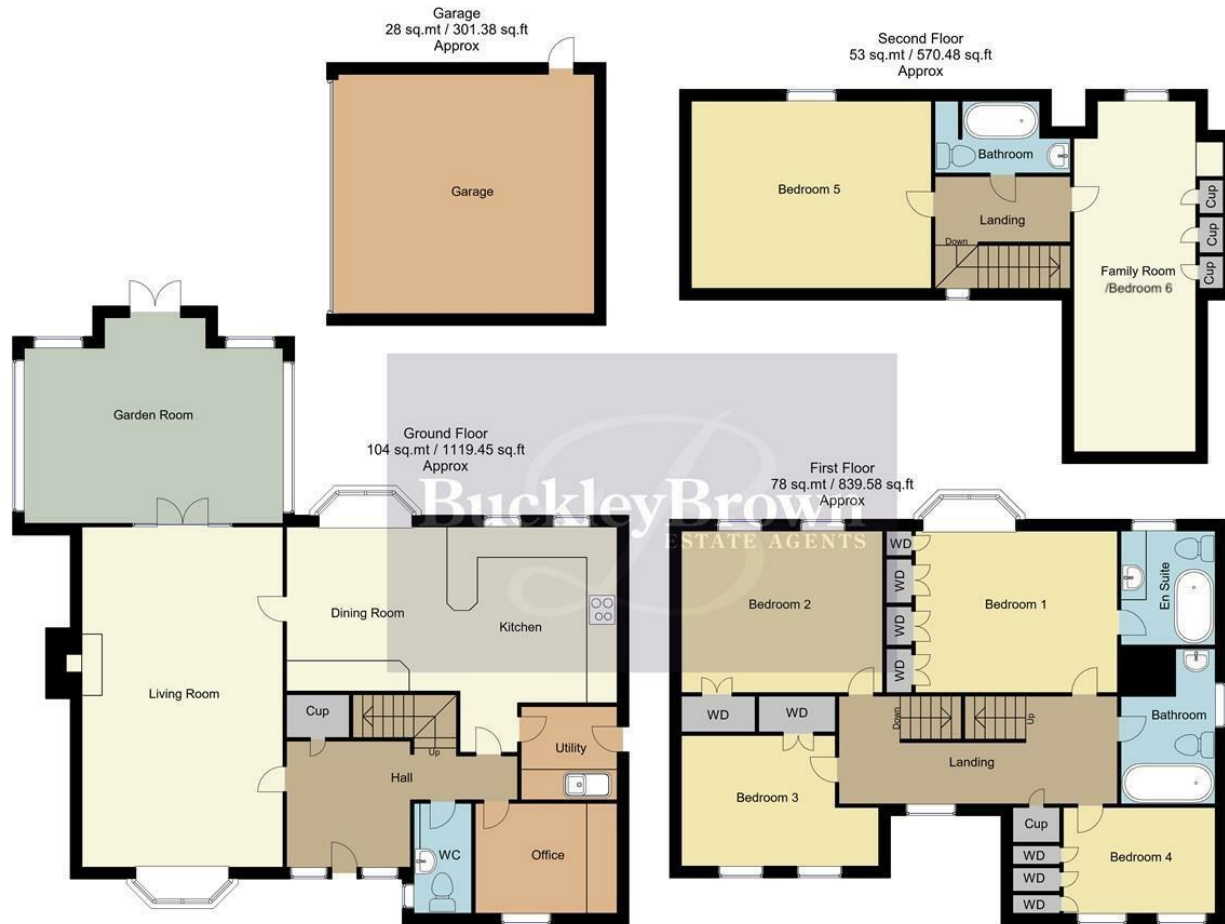 Garage
28 sq.mt / 301.38 sq.ft
Approx
Garage
Second Floor
53 sq.mt / 570.48 sq.ft
Approx
Bedroom 5
Bathroom
Landing
Down
Family Room
/Bedroom 6
Cup
Cup
Cup
Garden Room
Ground Floor
104 sq.mt / 1119.45 sq.ft
Approx
Dining Room
Kitchen
Living Room
Cup
Up
Utility
Hall
WC
Office
BuckleyBrown
ESTATE AGENTS
B
First Floor
78 sq.mt / 839.58 sq.ft
Approx
Bedroom 2
WD
WD
WD
WD
Bedroom 1
En Suite
WD
WD
Down
Up
Bathroom
Landing
Bedroom 3
Cup
WD
WD
WD
Bedroom 4